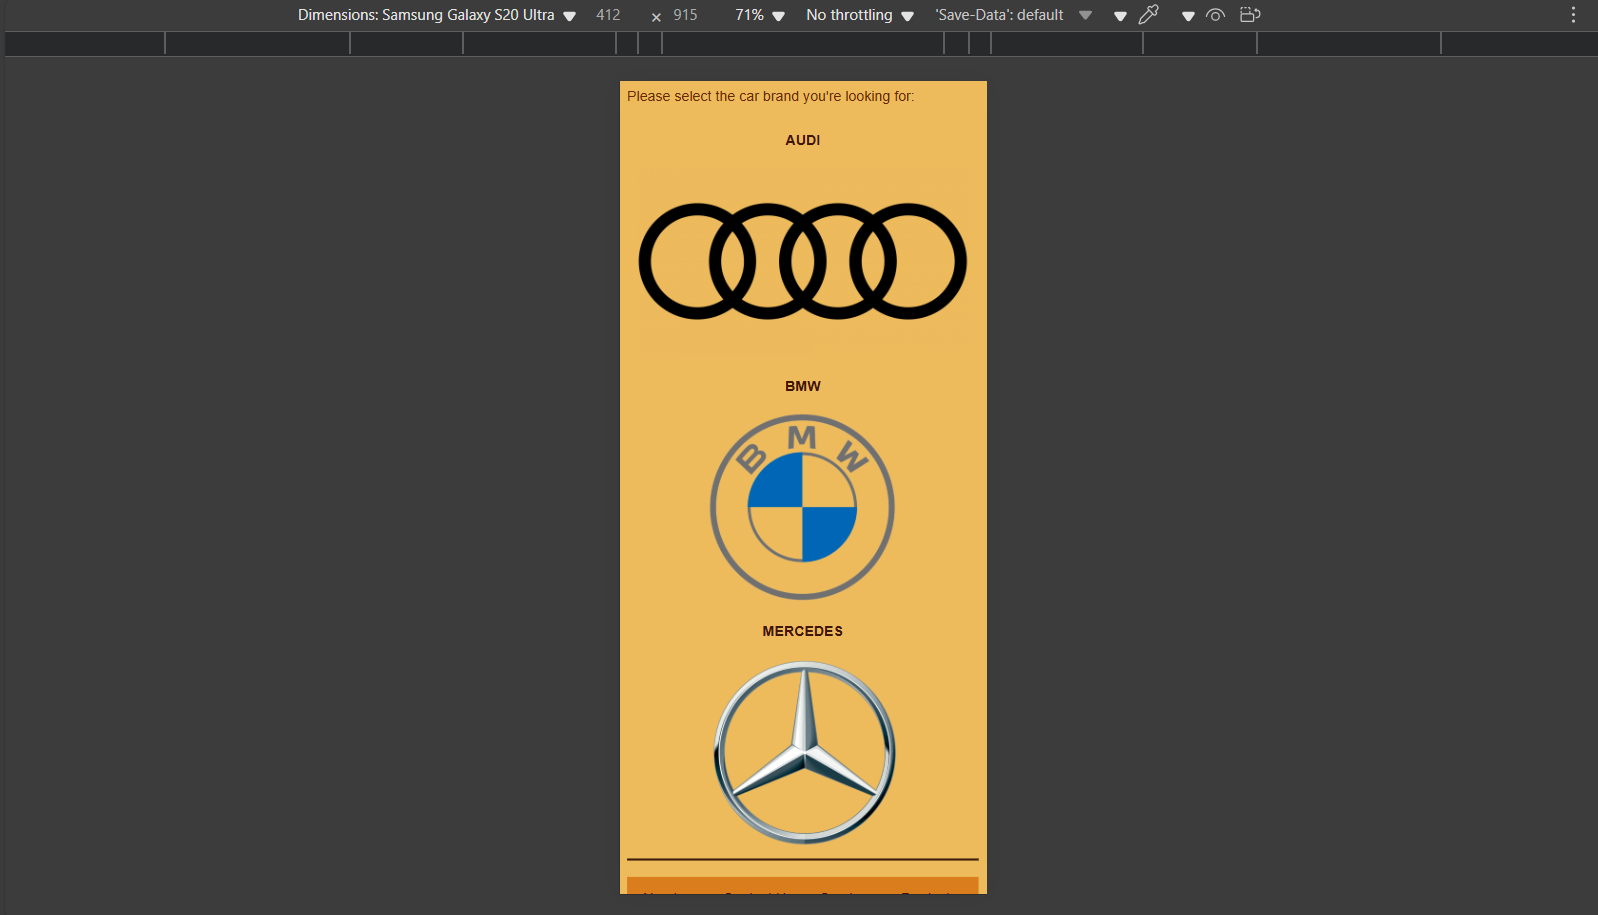 Dimensions: Samsung Galaxy S20 Ultra 412 × 915 71% No throttling 'Save-Data': default
Please select the car brand you're looking for:
AUDI
BMW
B M W
MERCEDES